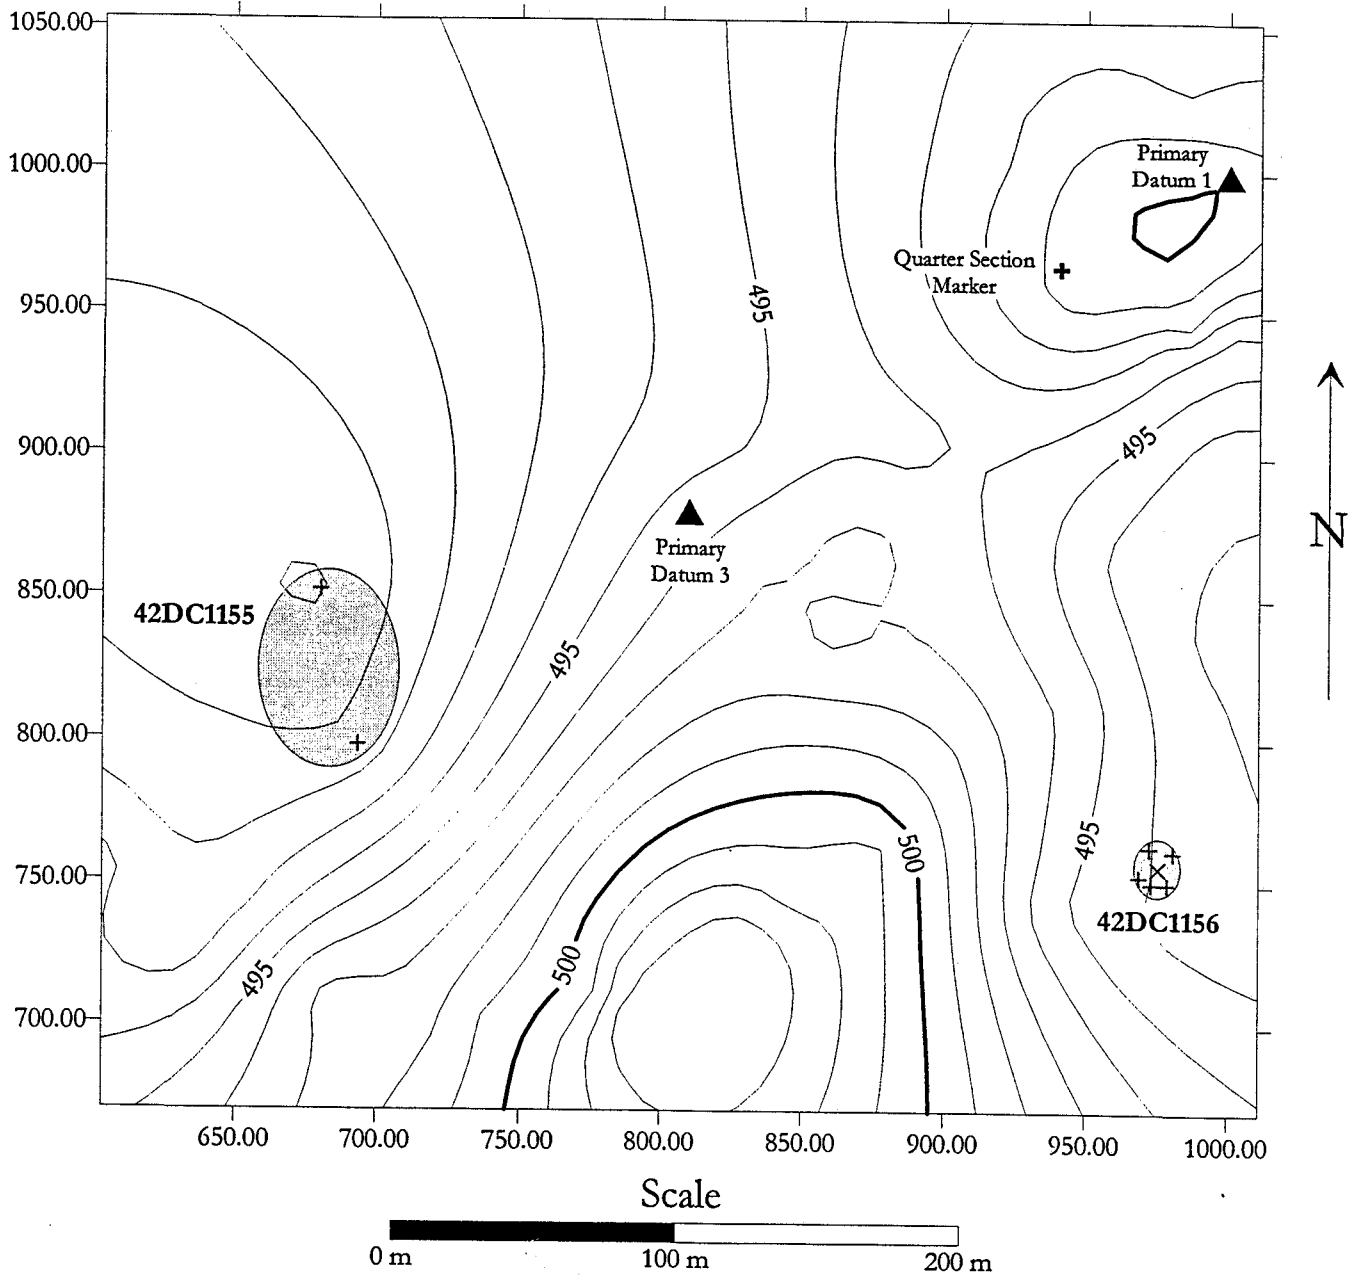 1050.00
1000.00
950.00
900.00
850.00
800.00
750.00
700.00
Primary
Datum 1
Quarter Section
Marker
495
495
Primary
Datum 3
42DC1155
495
495
500
42DC1156
500
495
N
650.00 700.00 750.00 800.00 850.00 900.00 950.00 1000.00
Scale
0 m 100 m 200 m